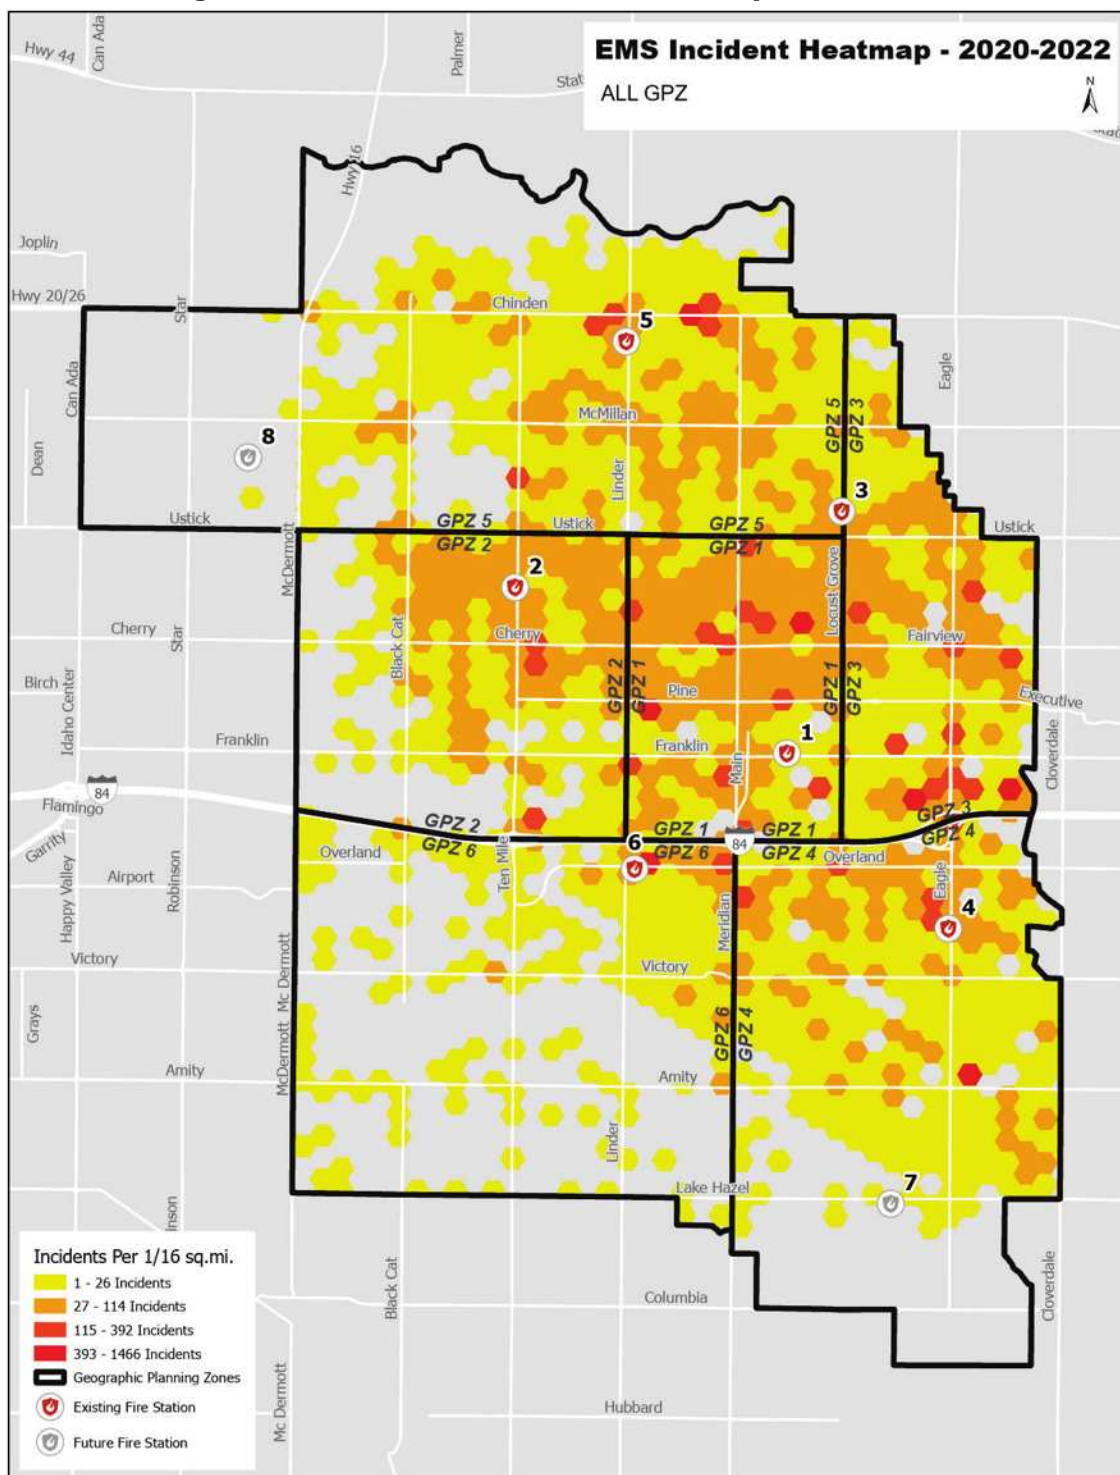 EMS Incident Heatmap - 2020-2022
ALL GPZ
N
Hwy 44
Can Ada
Palmer
Hwy 16
Joplin
Hwy 20/26
Star
Chinden
5
Can Ada
Eagle
McMillan
GPZ 5
GPZ 3
8
Dean
Linder
3
Ustick
GPZ 5
Ustick
GPZ 5
Ustick
GPZ 2
GPZ 1
McDermott
2
Locust Grove
Cherry
Star
Cherry
Fairview
Black Cat
Birch
Idaho Center
GPZ 2
GPZ 1
Pine
GPZ 1
GPZ 3
Executive
Franklin
Franklin
Main
1
Cloverdale
84
Flamingo
GPZ 3
GPZ 2
GPZ 1
GPZ 1
GPZ 4
Garrity
GPZ 6
6
GPZ 6
84
GPZ 4
Overland
Ten Mile
Overland
Airport
Happy Valley
Robinson
Eagle
4
Meridian
Victory
Victory
Mc Dermott
Grays
GPZ 6
GPZ 4
McDermott
Amity
Amity
Linder
Lake Hazel
7
inson
Incidents Per 1/16 sq.mi.
1 - 26 Incidents
27 - 114 Incidents
115 - 392 Incidents
393 - 1466 Incidents
Geographic Planning Zones
Existing Fire Station
Future Fire Station
Black Cat
Columbia
Cloverdale
Mc Dermott
Hubbard